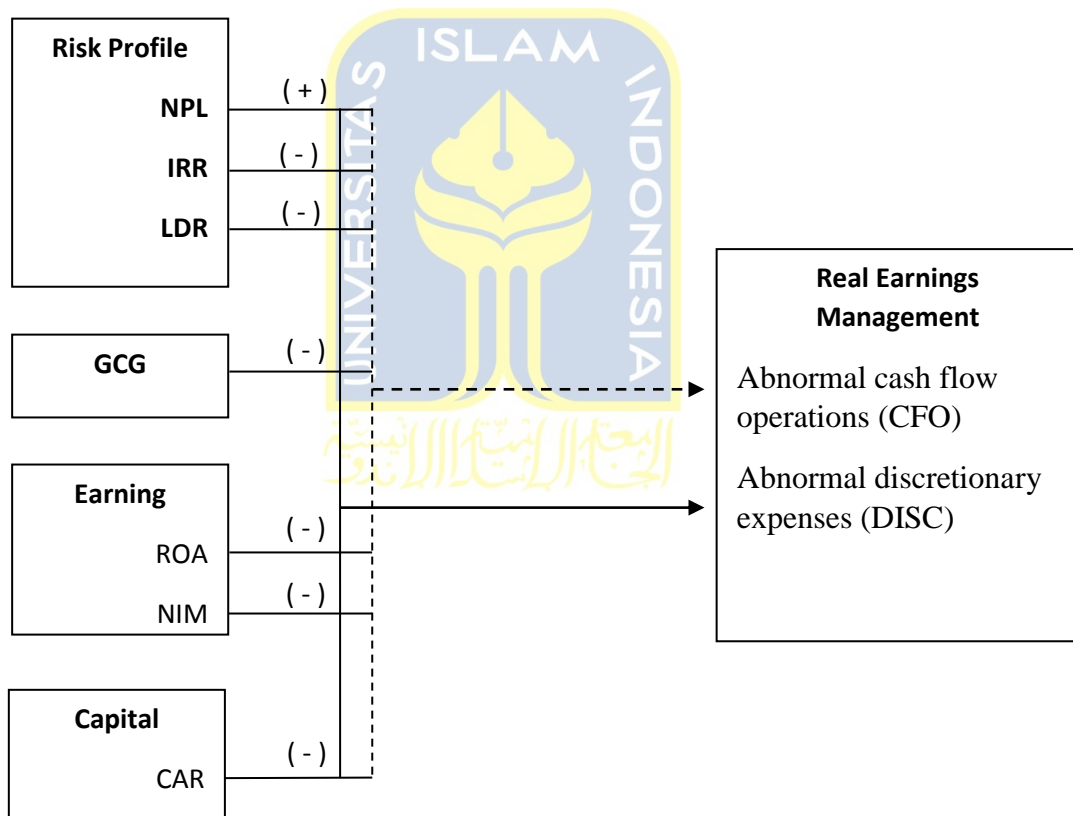 Risk Profile
NPL
IRR
LDR
( + )
( - )
( - )
GCG
( - )
Earning
ROA
NIM
( - )
( - )
Capital
CAR
( - )
UNIVERSITAS
ISLAM
INDONESIA
Real Earnings
Management
Abnormal cash flow
operations (CFO)
Abnormal discretionary
expenses (DISC)